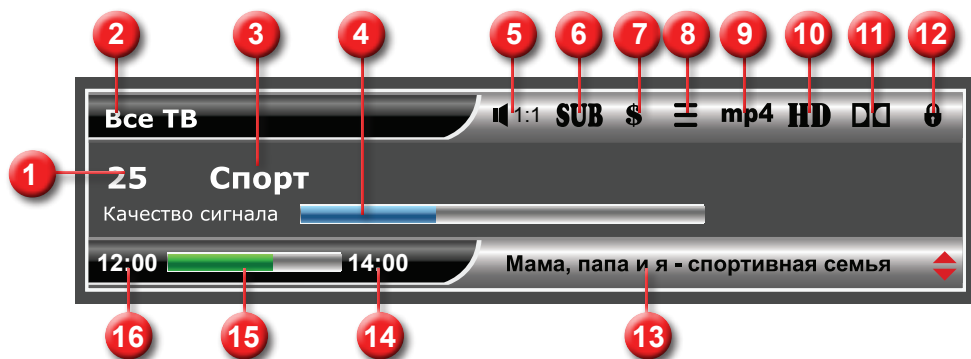 2 3 4 5 6 7 8 9 10 11 12
Все ТВ 1:1 SUB $ mp4 HD
1 25 Спорт
Качество сигнала
12:00 14:00 Мама, папа и я - спортивная семья
16 15 14 13